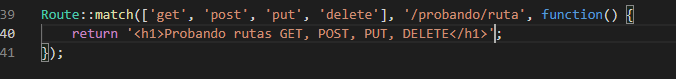 39 Route::match(['get', 'post', 'put', 'delete'], '/probando/ruta', function() {
40     return '<h1>Probando rutas GET, POST, PUT, DELETE</h1>';
41 });